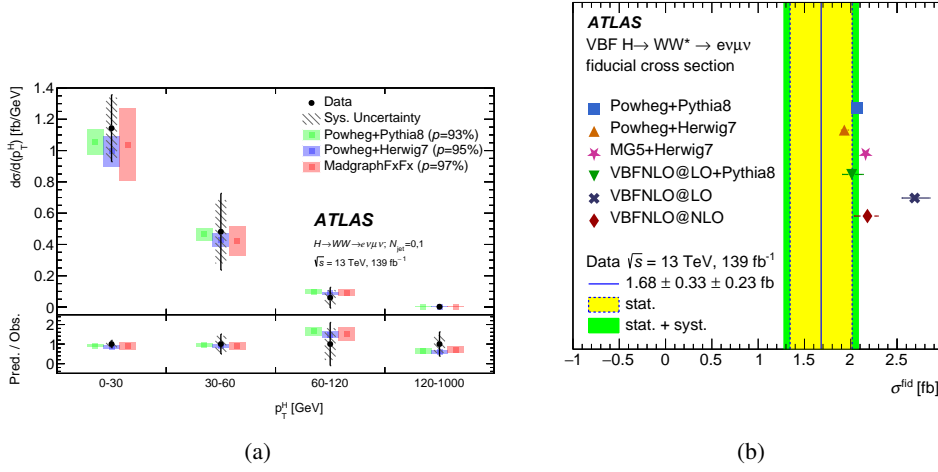 1.4
1.2
1
0.8
0.6
0.4
0.2
0
dσ/d(p_T^H) [fb/GeV]
Data
Sys. Uncertainty
Powheg+Pythia8 (p=93%)
Powheg+Herwig7 (p=95%)
MadgraphFxFx (p=97%)
ATLAS
H→WW→eνμν; N_jet=0,1
√s = 13 TeV, 139 fb⁻¹
2
1
0
Pred. / Obs.
0-30 30-60 60-120 120-1000
p_T^H [GeV]
(a)
ATLAS
VBF H→ WW* → eνμν
fiducial cross section
Powheg+Pythia8
Powheg+Herwig7
MG5+Herwig7
VBFNLO@LO+Pythia8
VBFNLO@LO
VBFNLO@NLO
Data √s = 13 TeV, 139 fb⁻¹
1.68 ± 0.33 ± 0.23 fb
stat.
stat. + syst.
−1 −0.5 0 0.5 1 1.5 2 2.5
σ^fid [fb]
(b)